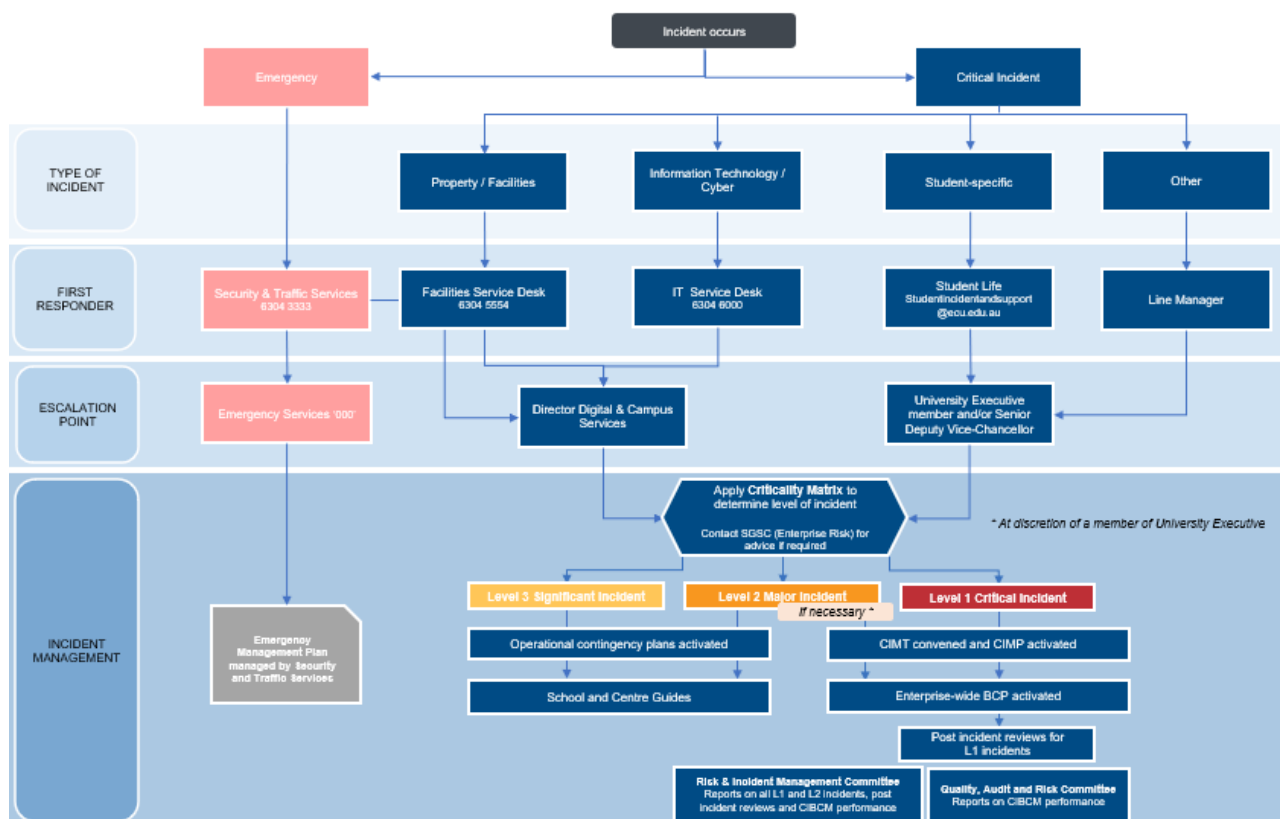 Incident occurs
Emergency
Critical Incident
TYPE OF
INCIDENT
Property / Facilities
Information Technology /
Cyber
Student-specific
Other
FIRST
RESPONDER
Security & Traffic Services
6304 3333
Facilities Service Desk
6304 5554
IT Service Desk
6304 6000
Student Life
Studentincidentandsupport
@ecu.edu.au
Line Manager
ESCALATION
POINT
Emergency Services '000'
Director Digital & Campus
Services
University Executive
member and/or Senior
Deputy Vice-Chancellor
INCIDENT
MANAGEMENT
Apply Criticality Matrix to
determine level of incident
Contact SGSC (Enterprise Risk) for
advice if required
* At discretion of a member of University Executive
Level 3 Significant Incident
Level 2 Major Incident
If necessary *
Level 1 Critical Incident
Emergency
Management Plan
managed by Security
and Traffic Services
Operational contingency plans activated
CIMT convened and CIMP activated
School and Centre Guides
Enterprise-wide BCP activated
Post incident reviews for
L1 incidents
Risk & Incident Management Committee
Reports on all L1 and L2 incidents, post
incident reviews and CIBCM performance
Quality, Audit and Risk Committee
Reports on CIBCM performance